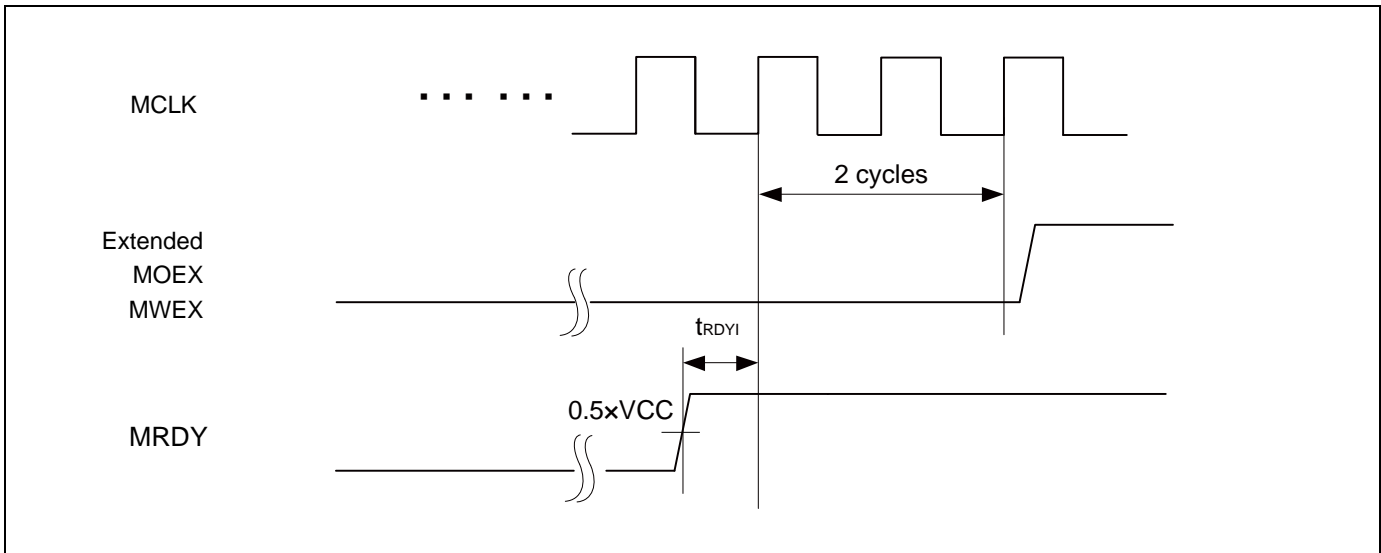 MCLK
... ...
2 cycles
Extended
MOEX
MWEX
tRDYI
0.5×VCC
MRDY